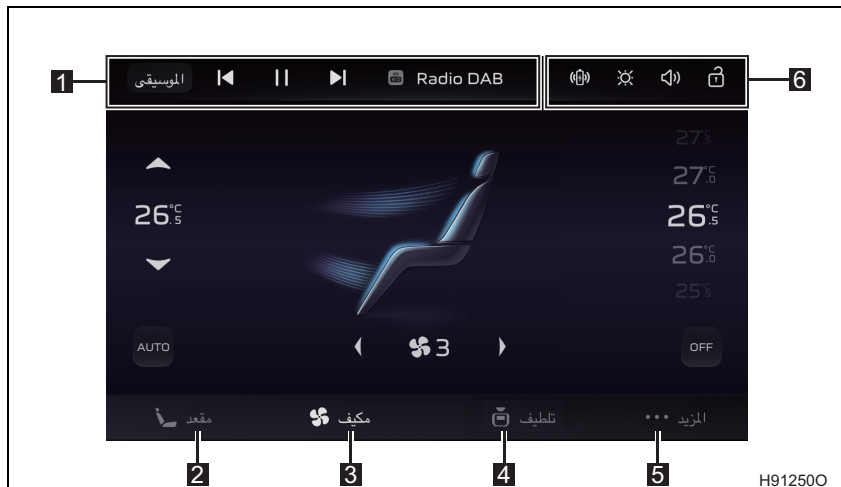 1 الموسيقى Radio DAB 6
27.5°C
27.0°C
26.5°C 26.5°C
26.0°C
25.5°C
AUTO 3 OFF
مقعد مكيف تلطيف المزيد
2 3 4 5
H91250O